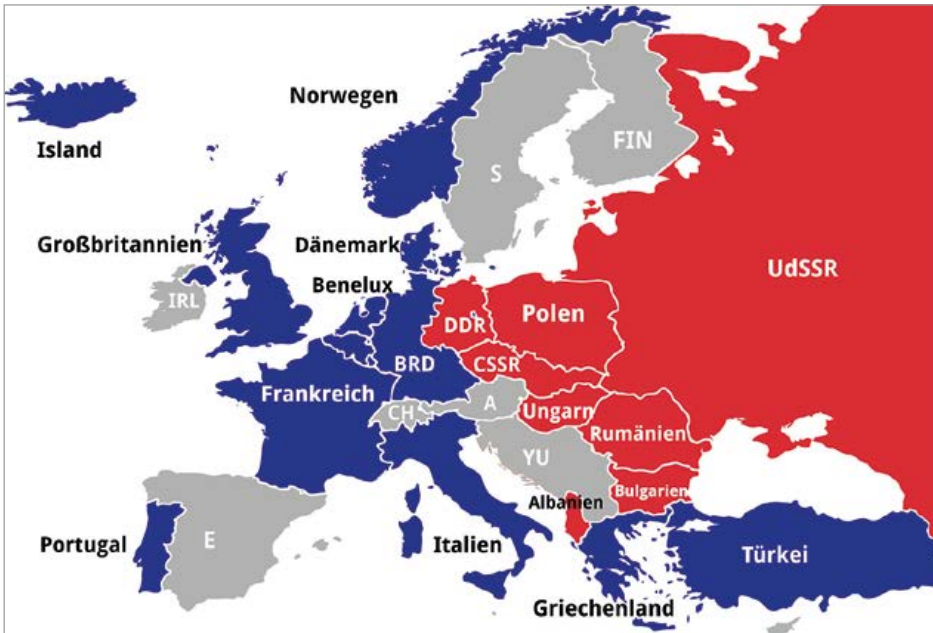 Norwegen
Island
FIN
S
Großbritannien
Dänemark
UdSSR
Benelux
IRL
Polen
DDR
BRD
CSSR
Frankreich
CH
A
Ungarn
Rumänien
YU
Bulgarien
Albanien
Portugal
E
Italien
Türkei
Griechenland